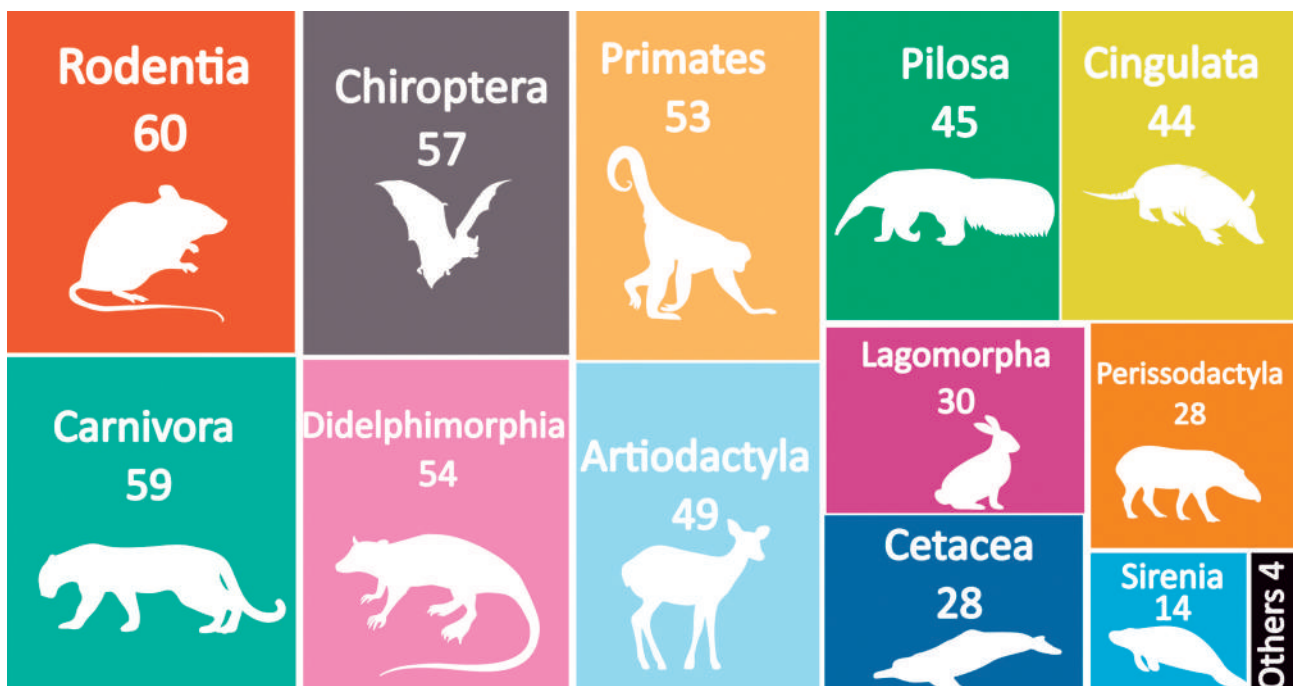 Rodentia
60
Chiroptera
57
Primates
53
Pilosa
45
Cingulata
44
Carnivora
59
Didelphimorphia
54
Artiodactyla
49
Lagomorpha
30
Perissodactyla
28
Cetacea
28
Sirenia
14
Others 4